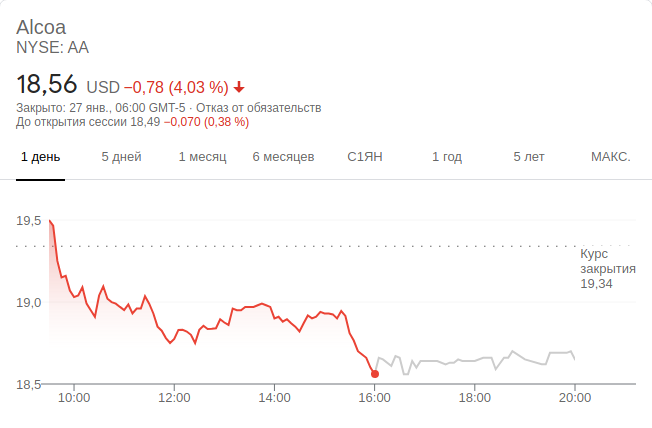 Alcoa
NYSE: AA
18,56 USD −0,78 (4,03 %)
Закрыто: 27 янв., 06:00 GMT-5 · Отказ от обязательств
До открытия сессии 18,49 −0,070 (0,38 %)
1 день 5 дней 1 месяц 6 месяцев С1ЯН 1 год 5 лет МАКС.
19,5
Курс
закрытия
19,34
19,0
18,5
10:00 12:00 14:00 16:00 18:00 20:00